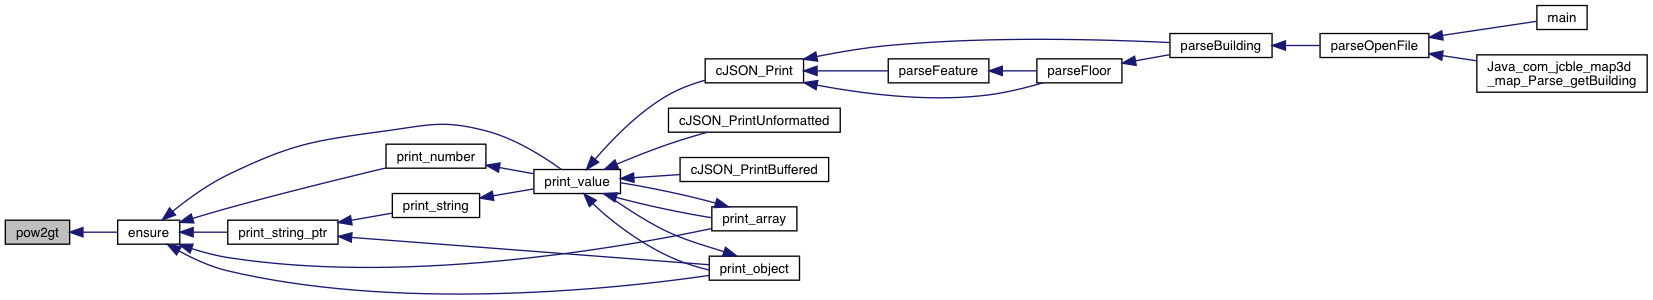 main
parseBuilding
parseOpenFile
cJSON_Print
parseFeature
parseFloor
Java_com_jcble_map3d
_map_Parse_getBuilding
cJSON_PrintUnformatted
print_number
cJSON_PrintBuffered
print_value
print_string
print_array
pow2gt
ensure
print_string_ptr
print_object